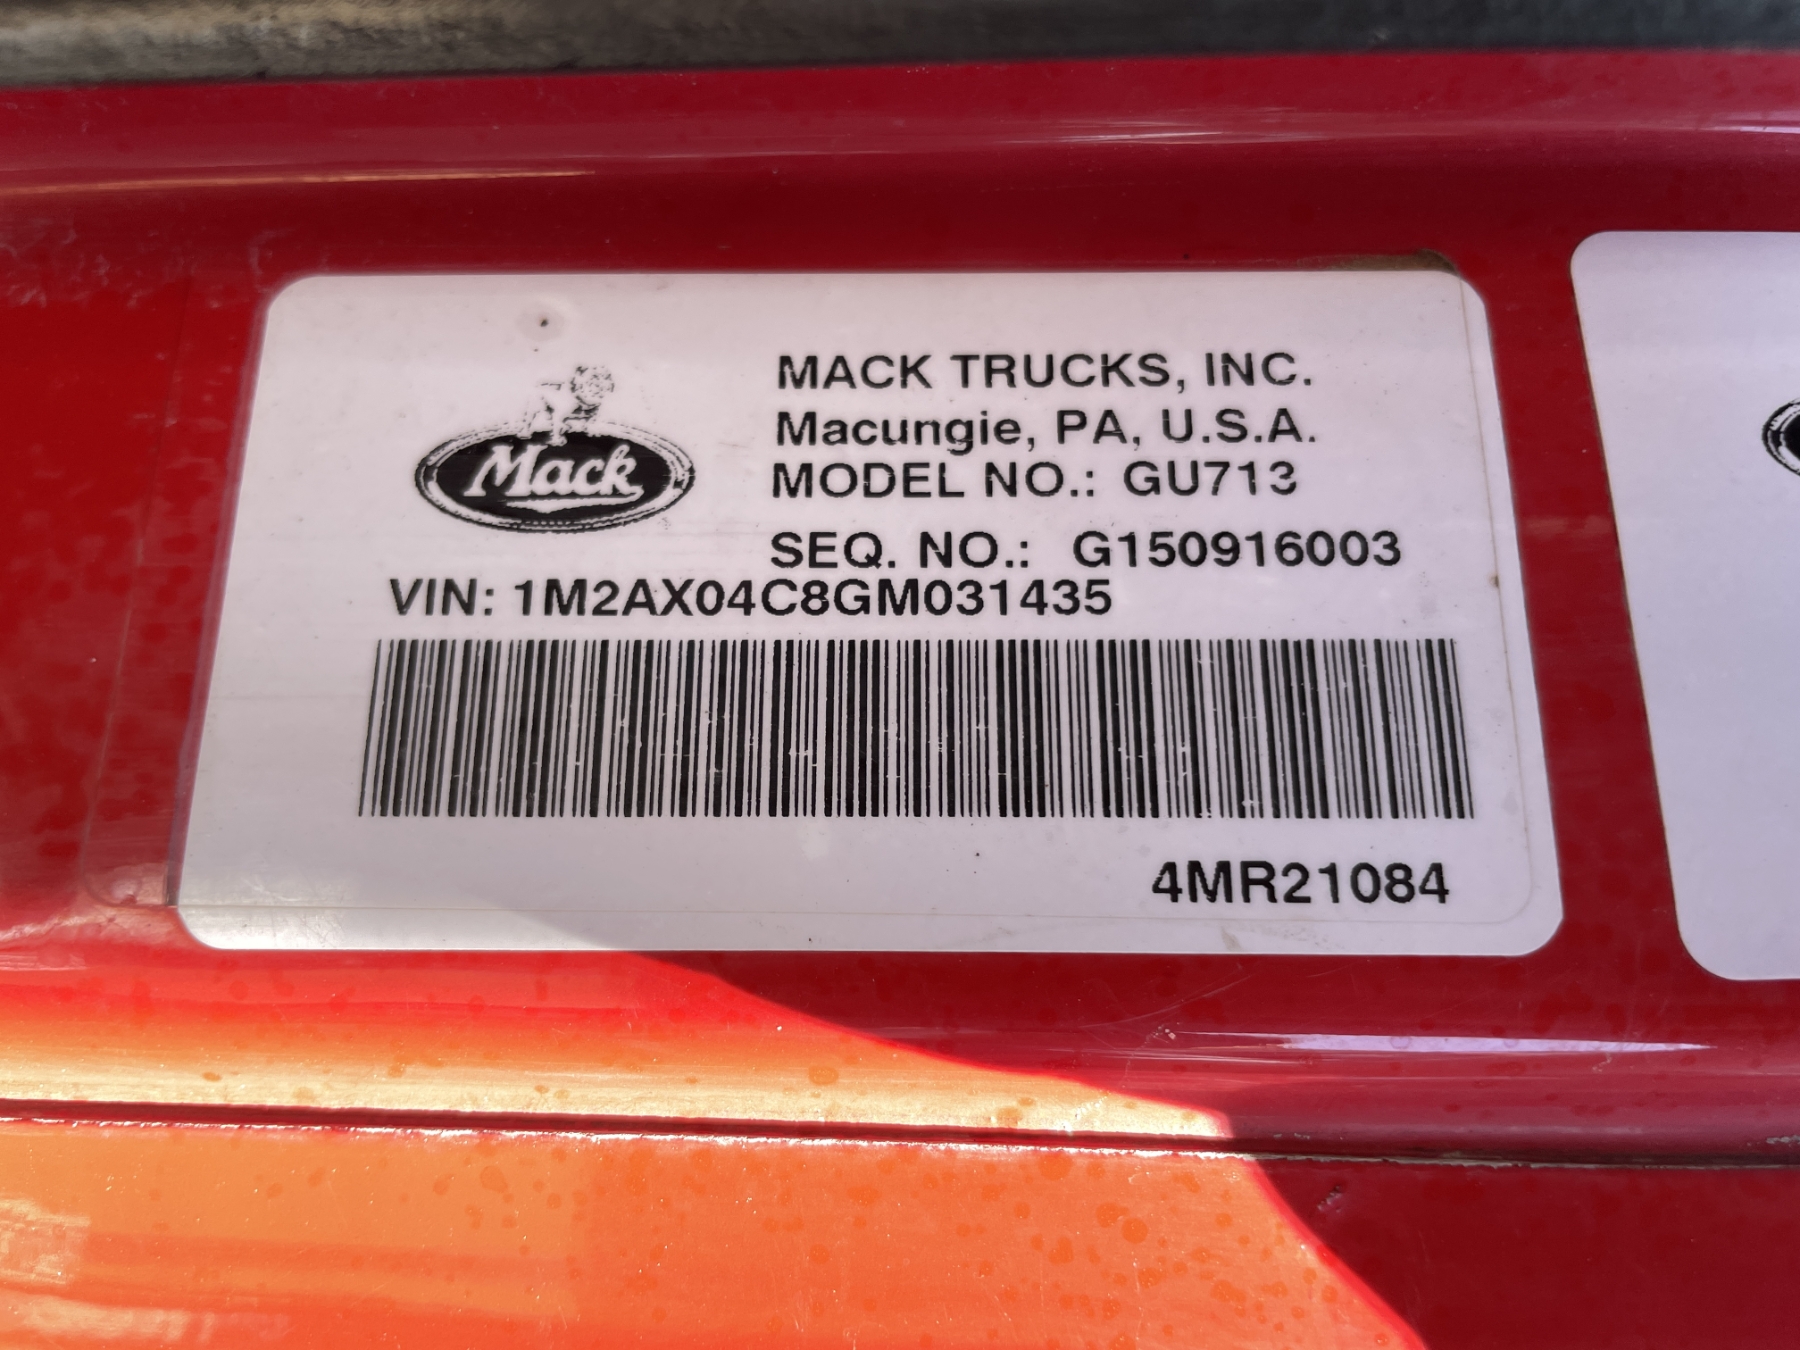 Mack
MACK TRUCKS, INC.
Macungie, PA, U.S.A.
MODEL NO.: GU713
SEQ. NO.: G150916003
VIN: 1M2AX04C8GM031435
4MR21084